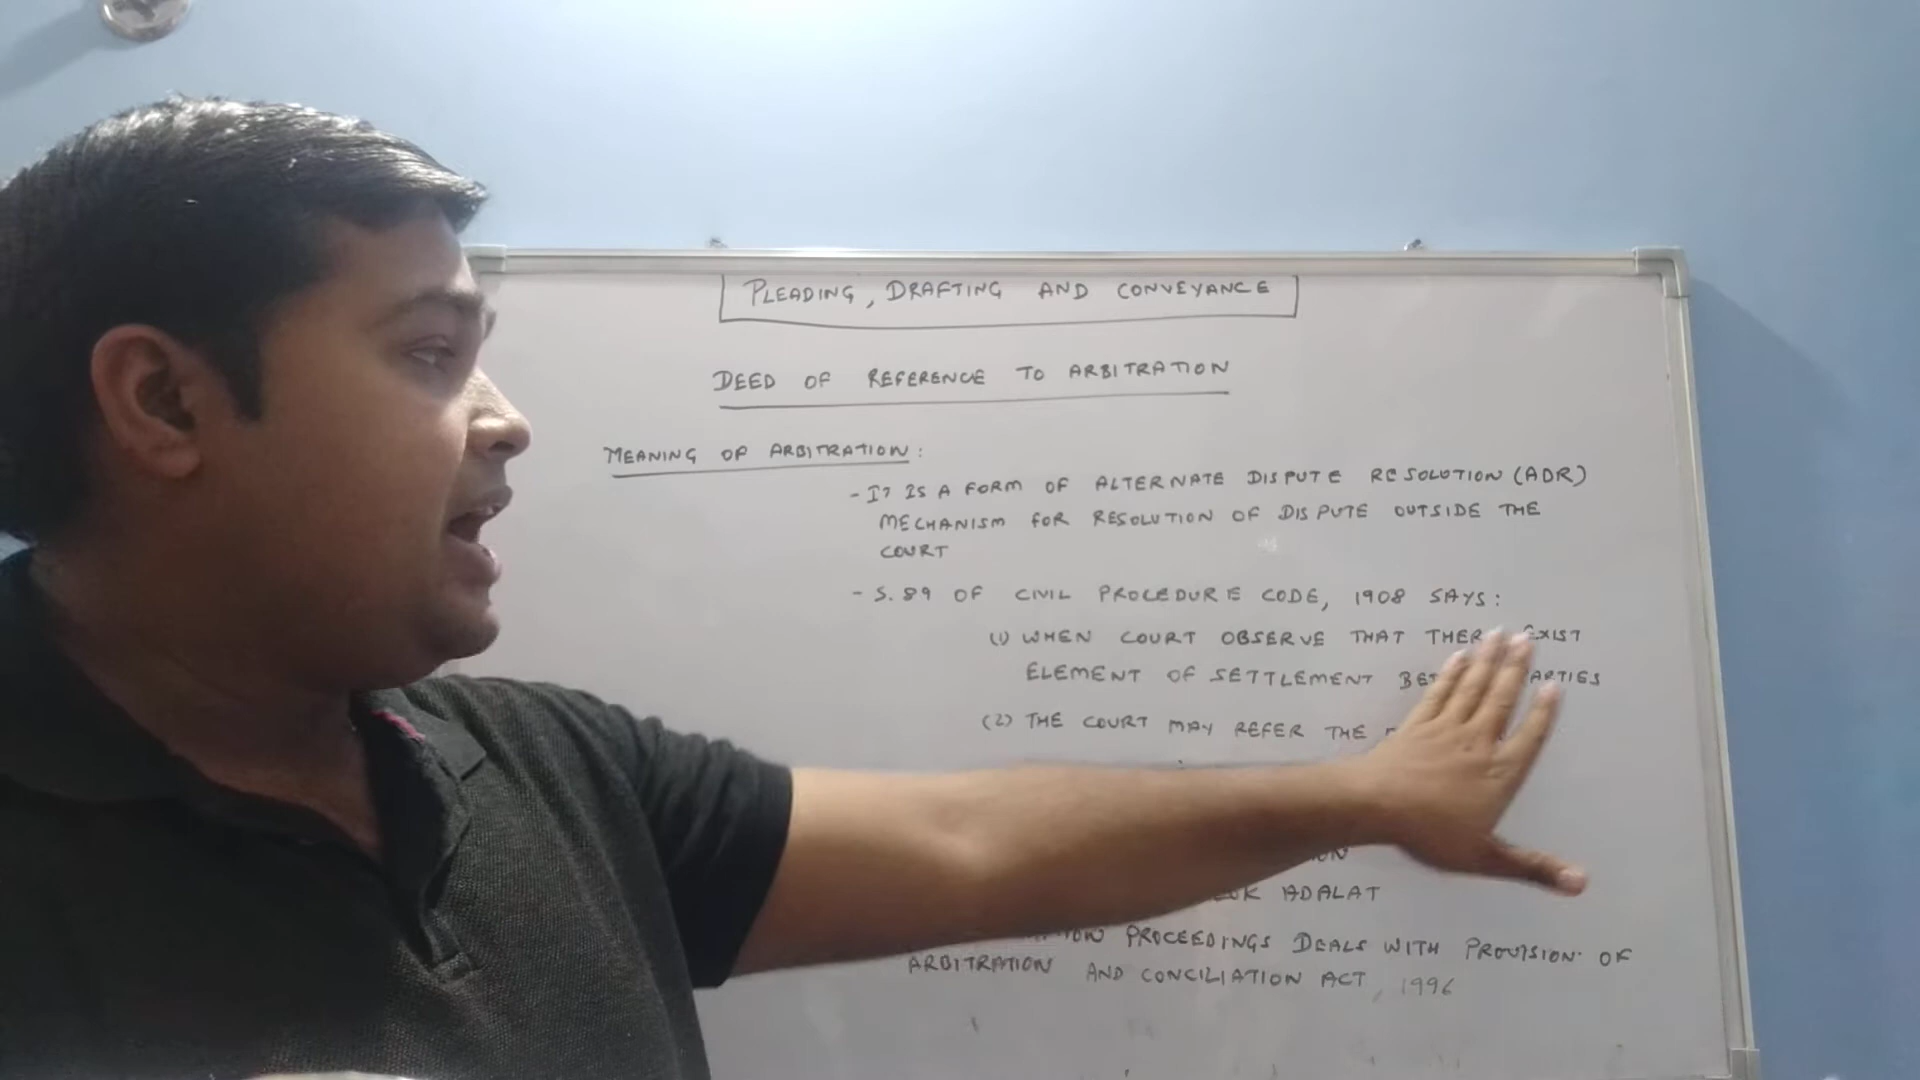 PLEADING, DRAFTING AND CONVEYANCE
DEED OF REFERENCE TO ARBITRATION
MEANING OF ARBITRATION:
- IT IS A FORM OF ALTERNATE DISPUTE RESOLUTION (ADR)
MECHANISM FOR RESOLUTION OF DISPUTE OUTSIDE THE
COURT
- S.89 OF CIVIL PROCEDURE CODE, 1908 SAYS:
(1) WHEN COURT OBSERVE THAT EXIST
ELEMENT OF SETTLEMENT
(2) THE COURT MAY REFER THE
ADALAT
PROCEEDINGS DEALS WITH PROVISION OF
ARBITRATION AND CONCILIATION ACT, 1996